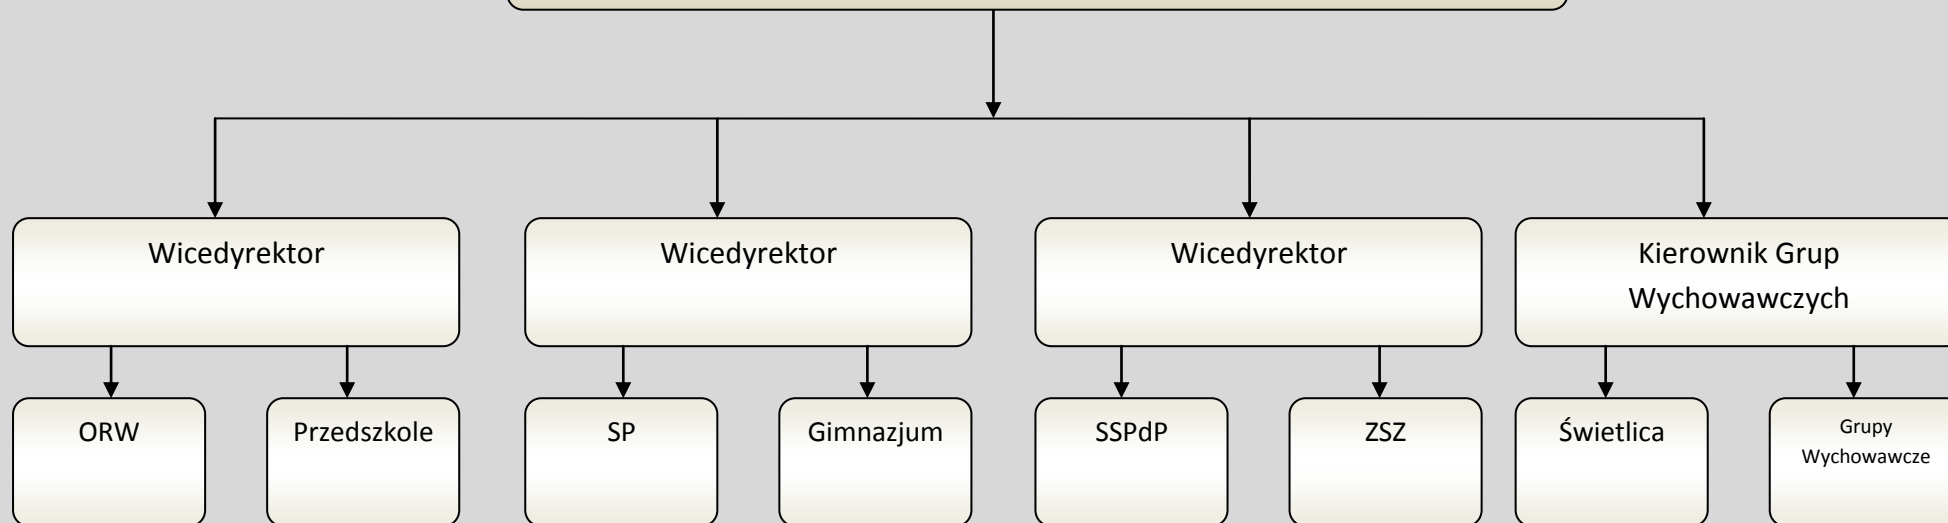 Wicedyrektor
Wicedyrektor
Wicedyrektor
Kierownik Grup
Wychowawczych
ORW
Przedszkole
SP
Gimnazjum
SSPdP
ZSZ
Świetlica
Grupy
Wychowawcze